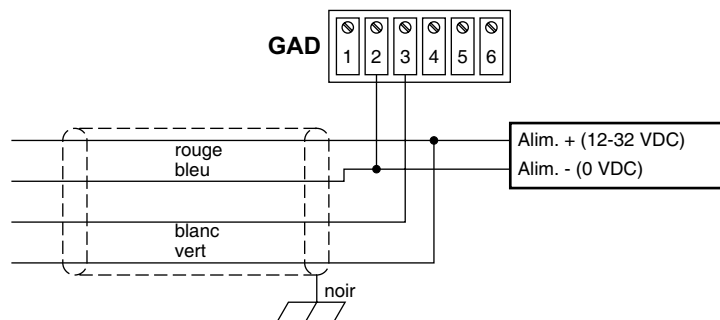 GAD
1 2 3 4 5 6
Alim. + (12-32 VDC)
Alim. - (0 VDC)
rouge
bleu
blanc
vert
noir